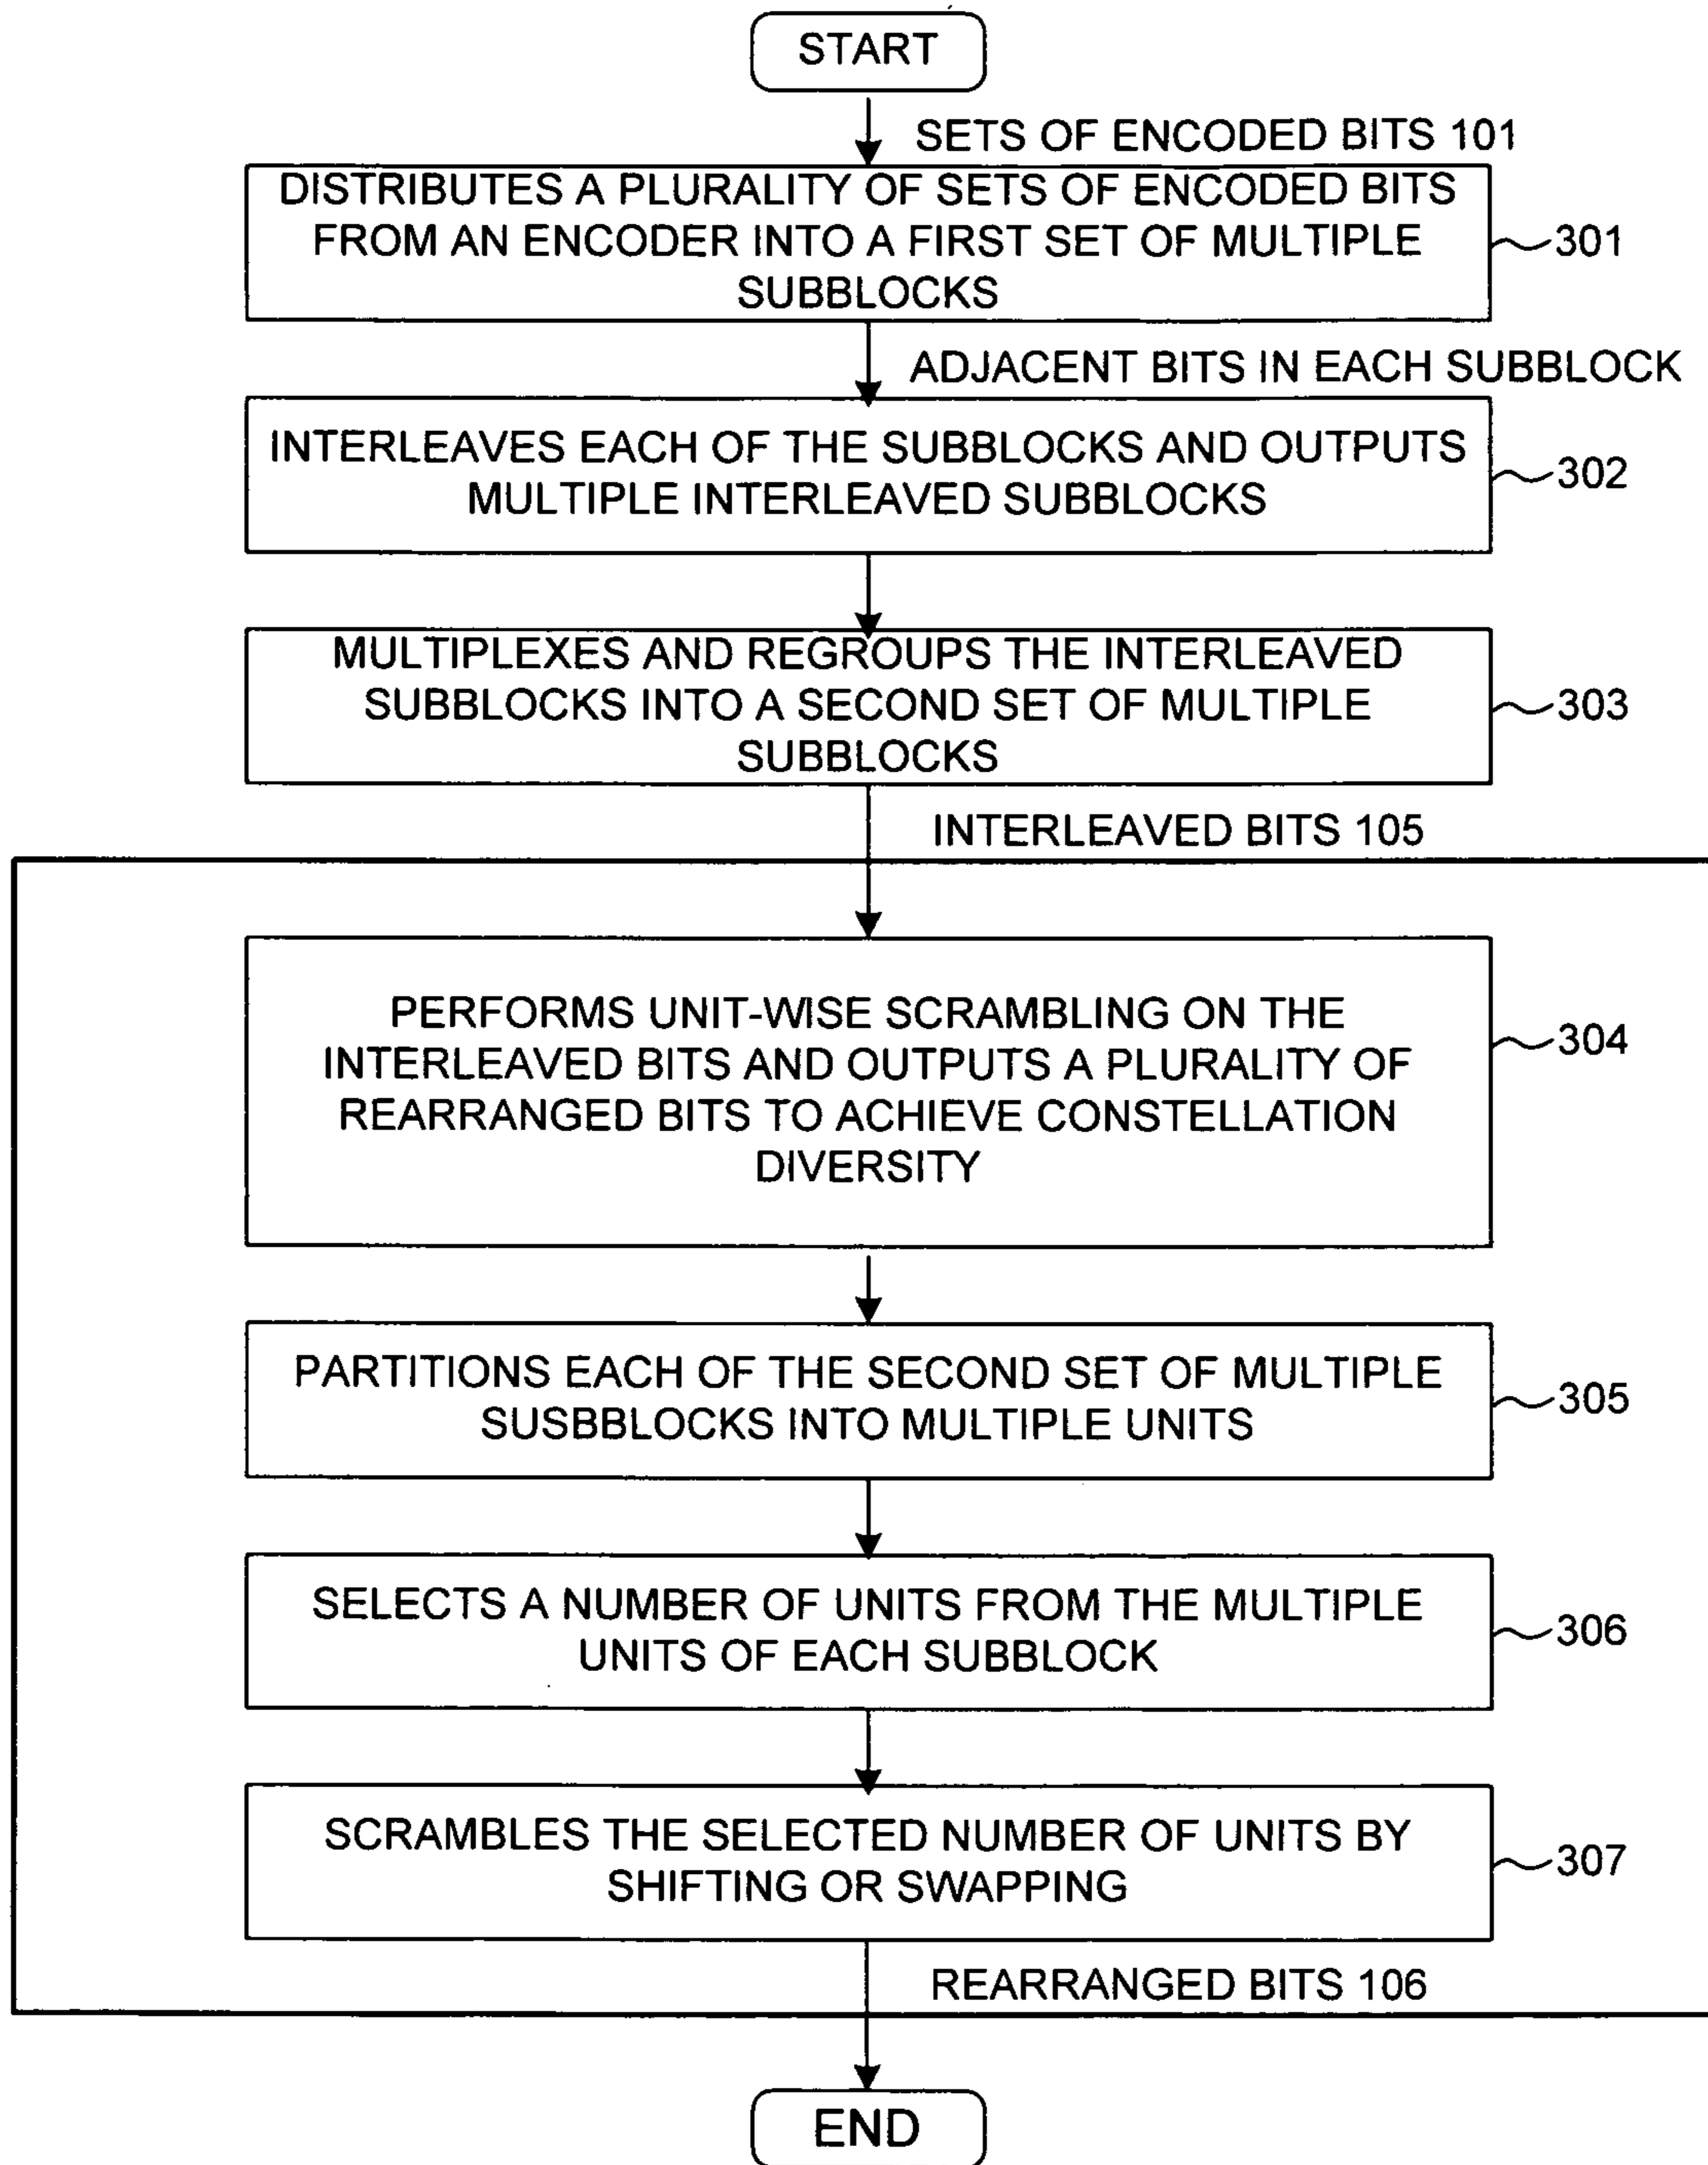 START
SETS OF ENCODED BITS 101
DISTRIBUTES A PLURALITY OF SETS OF ENCODED BITS
FROM AN ENCODER INTO A FIRST SET OF MULTIPLE
SUBBLOCKS
301
ADJACENT BITS IN EACH SUBBLOCK
INTERLEAVES EACH OF THE SUBBLOCKS AND OUTPUTS
MULTIPLE INTERLEAVED SUBBLOCKS
302
MULTIPLEXES AND REGROUPS THE INTERLEAVED
SUBBLOCKS INTO A SECOND SET OF MULTIPLE
SUBBLOCKS
303
INTERLEAVED BITS 105
PERFORMS UNIT-WISE SCRAMBLING ON THE
INTERLEAVED BITS AND OUTPUTS A PLURALITY OF
REARRANGED BITS TO ACHIEVE CONSTELLATION
DIVERSITY
304
PARTITIONS EACH OF THE SECOND SET OF MULTIPLE
SUSBBLOCKS INTO MULTIPLE UNITS
305
SELECTS A NUMBER OF UNITS FROM THE MULTIPLE
UNITS OF EACH SUBBLOCK
306
SCRAMBLES THE SELECTED NUMBER OF UNITS BY
SHIFTING OR SWAPPING
307
REARRANGED BITS 106
END